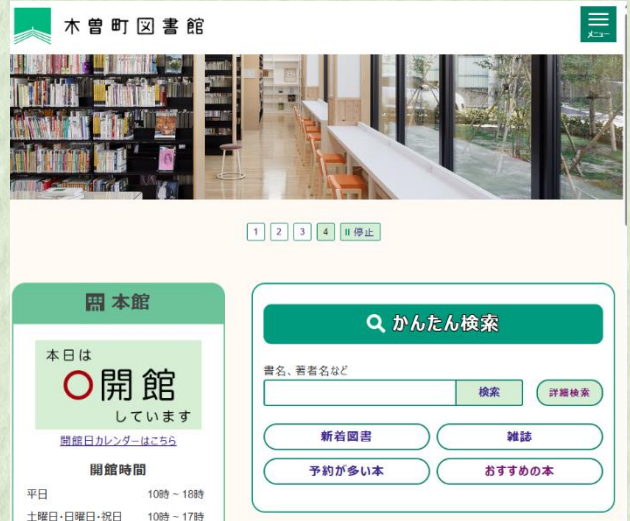 木曽町図書館
メニュー
1 2 3 4 停止
本館
本日は
○開館
しています
開館日カレンダーはこちら
開館時間
平日 10時~18時
土曜日・日曜日・祝日 10時~17時
かんたん検索
書名、著者名など
検索 詳細検索
新着図書 雑誌
予約が多い本 おすすめの本